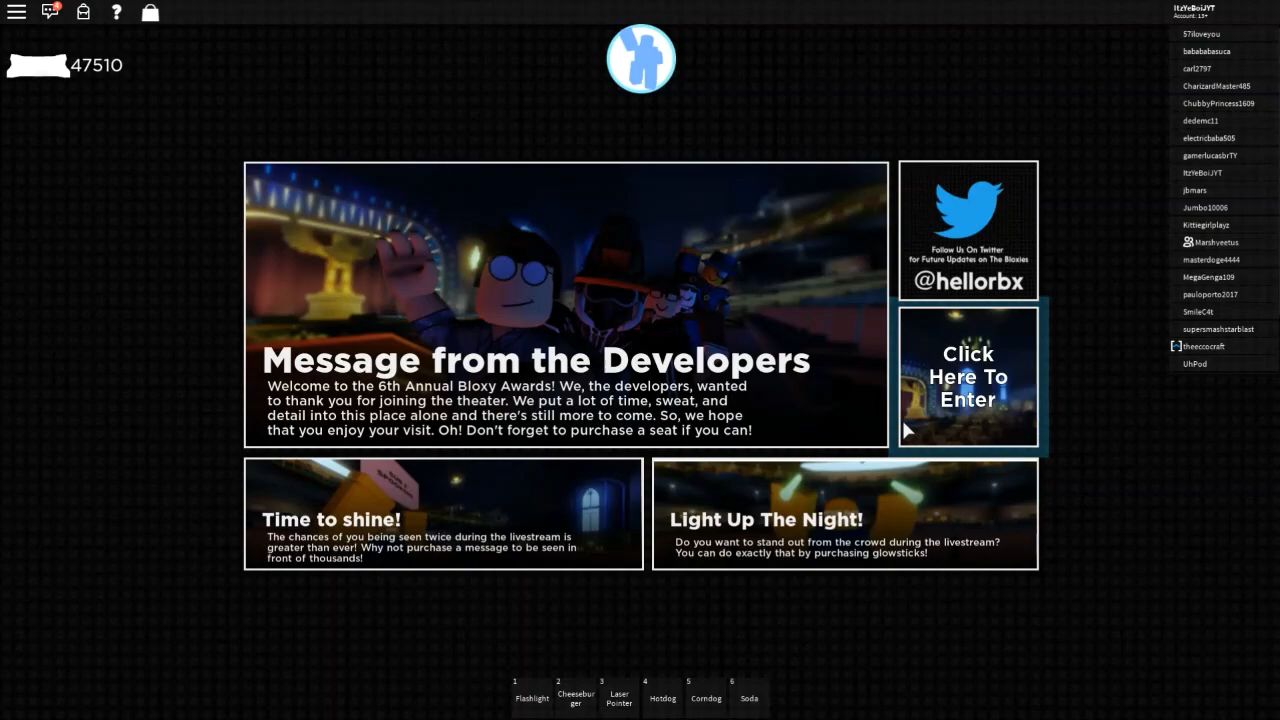 ItzYeBoiJYT
Account: 13+
4
?
47510
57iloveyou
babababasuca
carl2797
CharizardMaster485
ChubbyPrincess1609
dedemc11
electricbaba505
gamerlucasbrTY
ItzYeBoiJYT
jbmars
Jumbo10006
Kittiegirlplayz
Marshyeetus
masterdoge4444
MegaGenga109
pauloporto2017
SmileC4t
supersmashstarblast
theeccocraft
UhPod
Message from the Developers
Welcome to the 6th Annual Bloxy Awards! We, the developers, wanted
to thank you for joining the theater. We put a lot of time, sweat, and
detail into this place alone and there's still more to come. So, we hope
that you enjoy your visit. Oh! Don't forget to purchase a seat if you can!
Follow Us On Twitter
for Future Updates on The Bloxies
@hellorbx
Click
Here To
Enter
Time to shine!
The chances of you being seen twice during the livestream is
greater than ever! Why not purchase a message to be seen in
front of thousands!
Light Up The Night!
Do you want to stand out from the crowd during the livestream?
You can do exactly that by purchasing glowsticks!
1 2 3 4 5 6
Flashlight
Cheesebur
ger
Laser
Pointer
Hotdog
Corndog
Soda